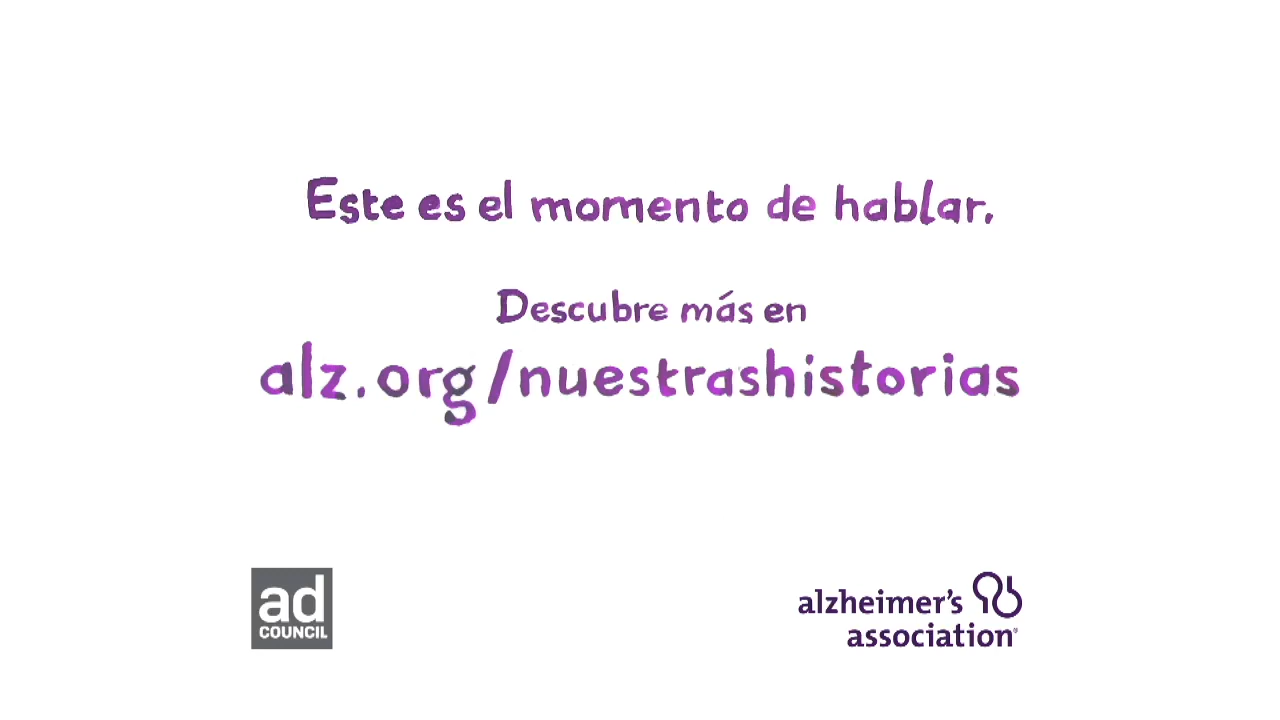 Este es el momento de hablar.
Descubre más en
alz.org/nuestrashistorias
ad
COUNCIL
alzheimer's
association®